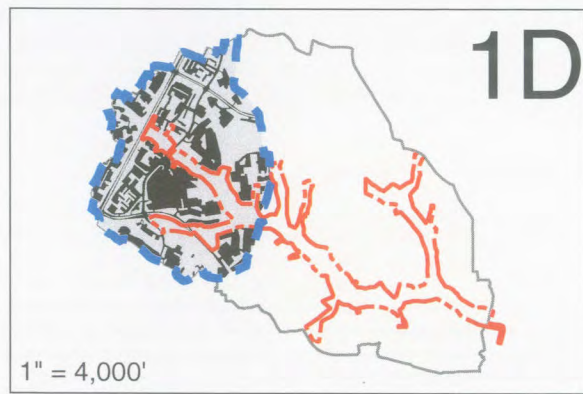 1D
1" = 4,000'